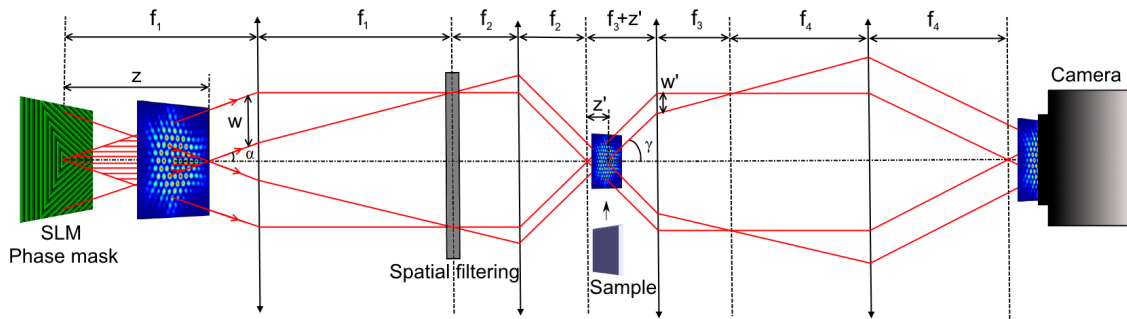 f₁
f₁
f₂
f₂
f₃+z'
f₃
f₄
f₄
z
w
α
z'
w'
γ
Camera
SLM
Phase mask
Spatial filtering
Sample